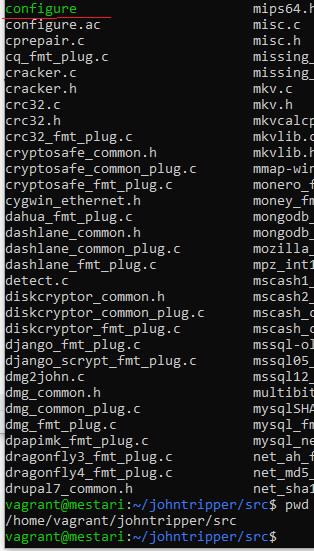 configure mips64.h
configure.ac misc.c
cprepair.c misc.h
cq_fmt_plug.c missing_
cracker.c missing_
cracker.h mkv.c
crc32.c mkv.h
crc32.h mkvcalcp
crc32_fmt_plug.c mkvlib.c
cryptosafe_common.h mkvlib.h
cryptosafe_common_plug.c mmap-win
cryptosafe_fmt_plug.c monero_f
cygwin_ethernet.h money_fm
dahua_fmt_plug.c mongodb_
dashlane_common.h mongodb_
dashlane_common_plug.c mozilla_
dashlane_fmt_plug.c mpz_int1
detect.c mscash1_
diskcryptor_common.h mscash2_
diskcryptor_common_plug.c mscash_c
diskcryptor_fmt_plug.c mscash_c
django_fmt_plug.c mssql-ol
django_scrypt_fmt_plug.c mssql05_
dmg2john.c mssql12_
dmg_common.h multibit
dmg_common_plug.c mysqlSHA
dmg_fmt_plug.c mysql_fm
dpapimk_fmt_plug.c mysql_ne
dragonfly3_fmt_plug.c net_ah_f
dragonfly4_fmt_plug.c net_md5_
drupal7_common.h net_sha1
vagrant@mestari:~/johntripper/src$ pwd
/home/vagrant/johntripper/src
vagrant@mestari:~/johntripper/src$